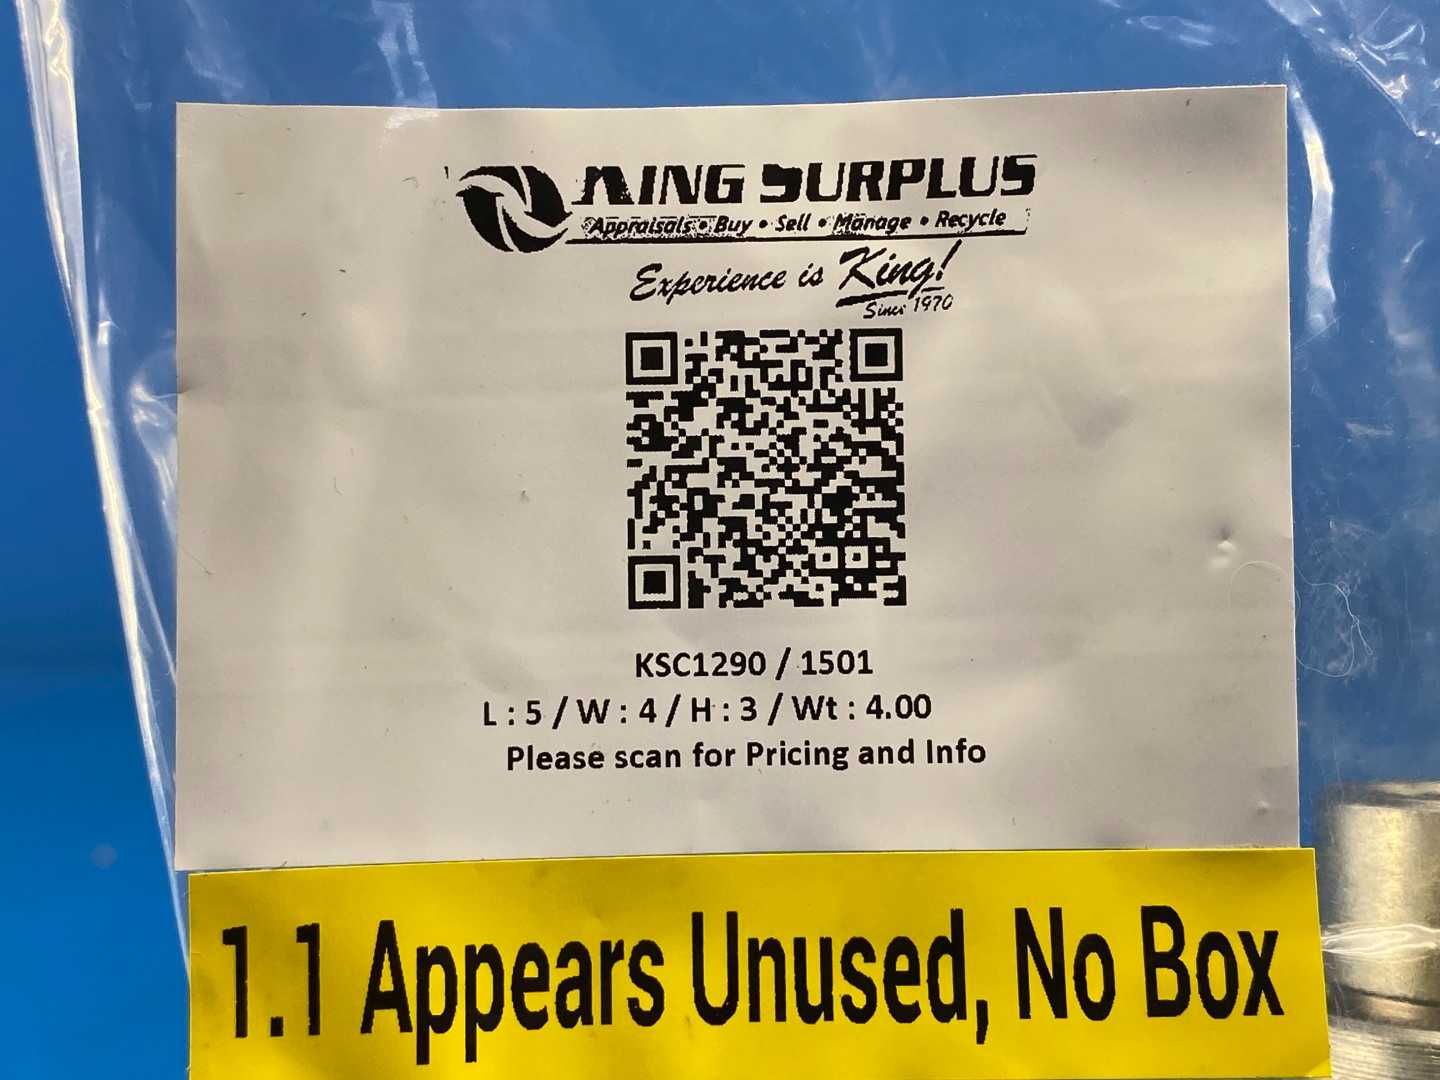 KING SURPLUS
Appraisals • Buy • Sell • Manage • Recycle
Experience is King!
Since 1970
KSC1290 / 1501
L : 5 / W : 4 / H : 3 / Wt : 4.00
Please scan for Pricing and Info
1.1 Appears Unused, No Box